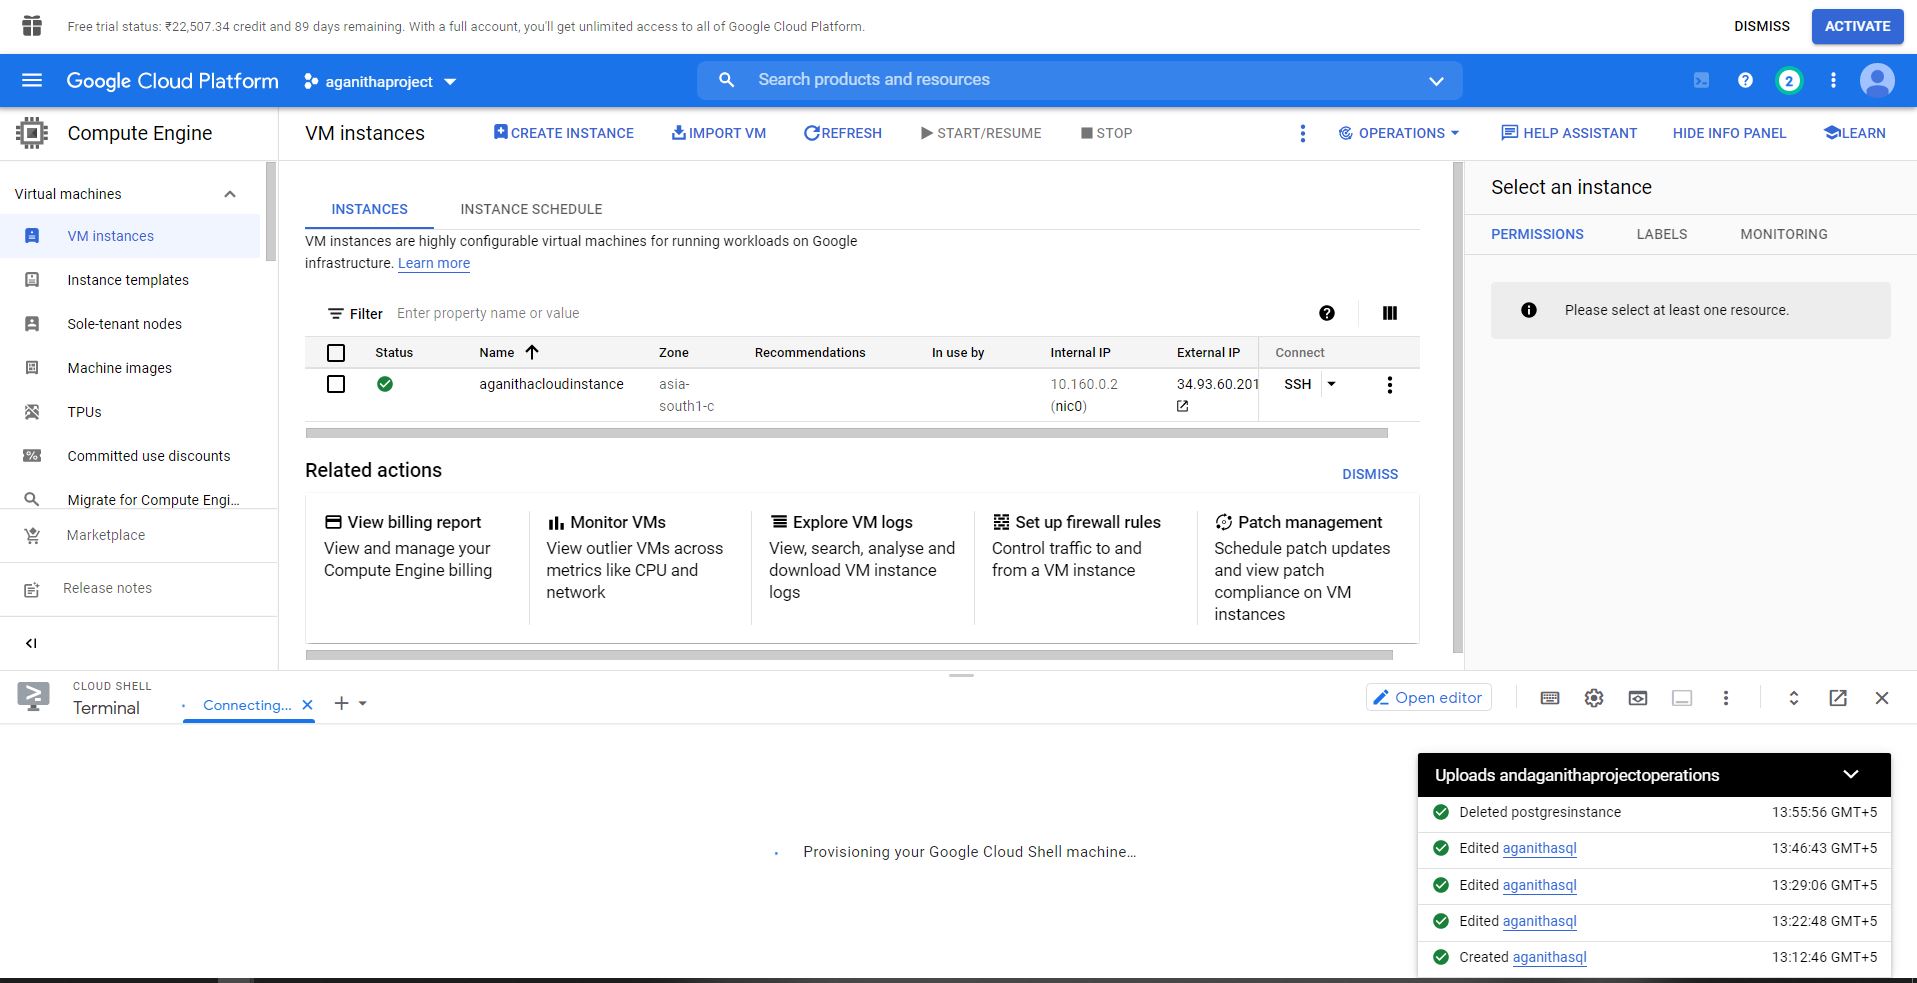 Free trial status: ₹22,507.34 credit and 89 days remaining. With a full account, you'll get unlimited access to all of Google Cloud Platform.
DISMISS
ACTIVATE
Google Cloud Platform
aganithaproject
Search products and resources
2
Compute Engine
VM instances
CREATE INSTANCE
IMPORT VM
REFRESH
START/RESUME
STOP
OPERATIONS
HELP ASSISTANT
HIDE INFO PANEL
LEARN
Virtual machines
VM instances
Instance templates
Sole-tenant nodes
Machine images
TPUs
Committed use discounts
Migrate for Compute Engi...
Marketplace
Release notes
INSTANCES
INSTANCE SCHEDULE
VM instances are highly configurable virtual machines for running workloads on Google
infrastructure. Learn more
Filter
Enter property name or value
Status
Name
Zone
Recommendations
In use by
Internal IP
External IP
Connect
aganithacloudinstance
asia-
south1-c
10.160.0.2
(nic0)
34.93.60.201
SSH
Related actions
DISMISS
View billing report
View and manage your
Compute Engine billing
Monitor VMs
View outlier VMs across
metrics like CPU and
network
Explore VM logs
View, search, analyse and
download VM instance
logs
Set up firewall rules
Control traffic to and
from a VM instance
Patch management
Schedule patch updates
and view patch
compliance on VM
instances
Select an instance
PERMISSIONS
LABELS
MONITORING
Please select at least one resource.
CLOUD SHELL
Terminal
Connecting...
Open editor
Provisioning your Google Cloud Shell machine...
Uploads andaganithaprojectoperations
Deleted postgresinstance 13:55:56 GMT+5
Edited aganithasql 13:46:43 GMT+5
Edited aganithasql 13:29:06 GMT+5
Edited aganithasql 13:22:48 GMT+5
Created aganithasql 13:12:46 GMT+5